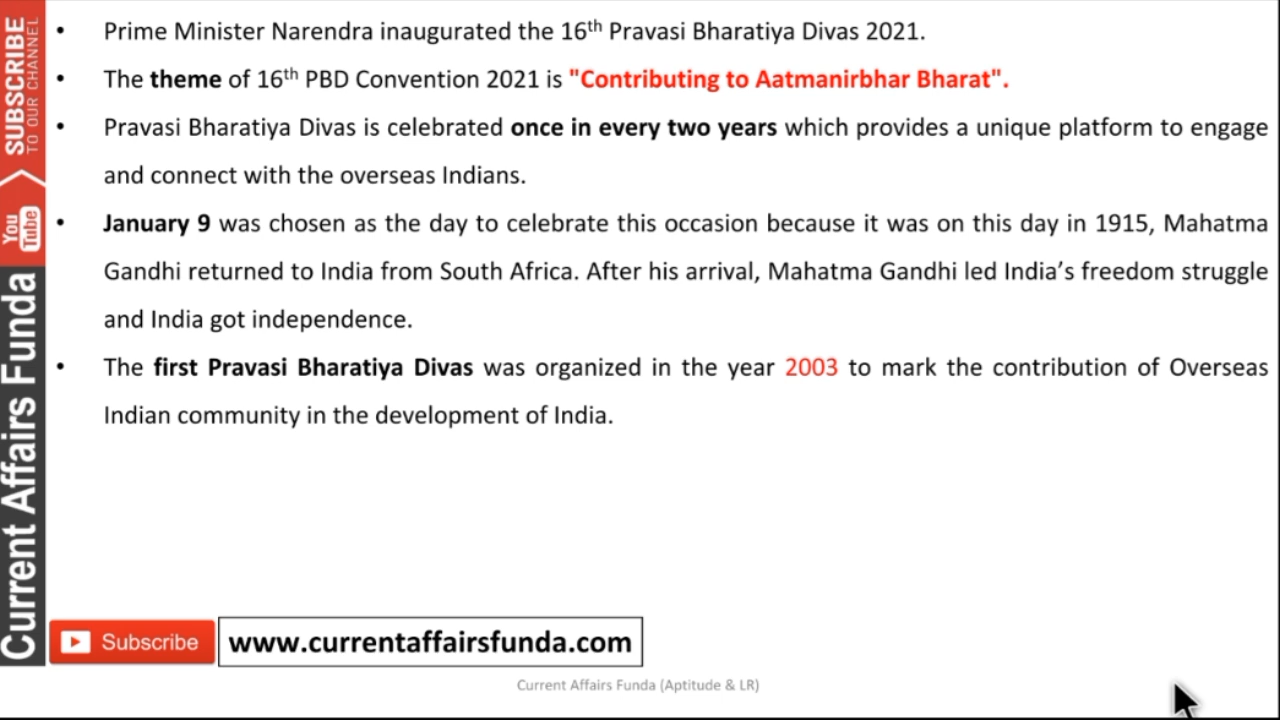 • Prime Minister Narendra inaugurated the 16th Pravasi Bharatiya Divas 2021.
• The theme of 16th PBD Convention 2021 is "Contributing to Aatmanirbhar Bharat".
• Pravasi Bharatiya Divas is celebrated once in every two years which provides a unique platform to engage
and connect with the overseas Indians.
• January 9 was chosen as the day to celebrate this occasion because it was on this day in 1915, Mahatma
Gandhi returned to India from South Africa. After his arrival, Mahatma Gandhi led India’s freedom struggle
and India got independence.
• The first Pravasi Bharatiya Divas was organized in the year 2003 to mark the contribution of Overseas
Indian community in the development of India.
SUBSCRIBE
TO OUR CHANNEL
You
Tube
Current Affairs Funda
Subscribe
www.currentaffairsfunda.com
Current Affairs Funda (Aptitude & LR)